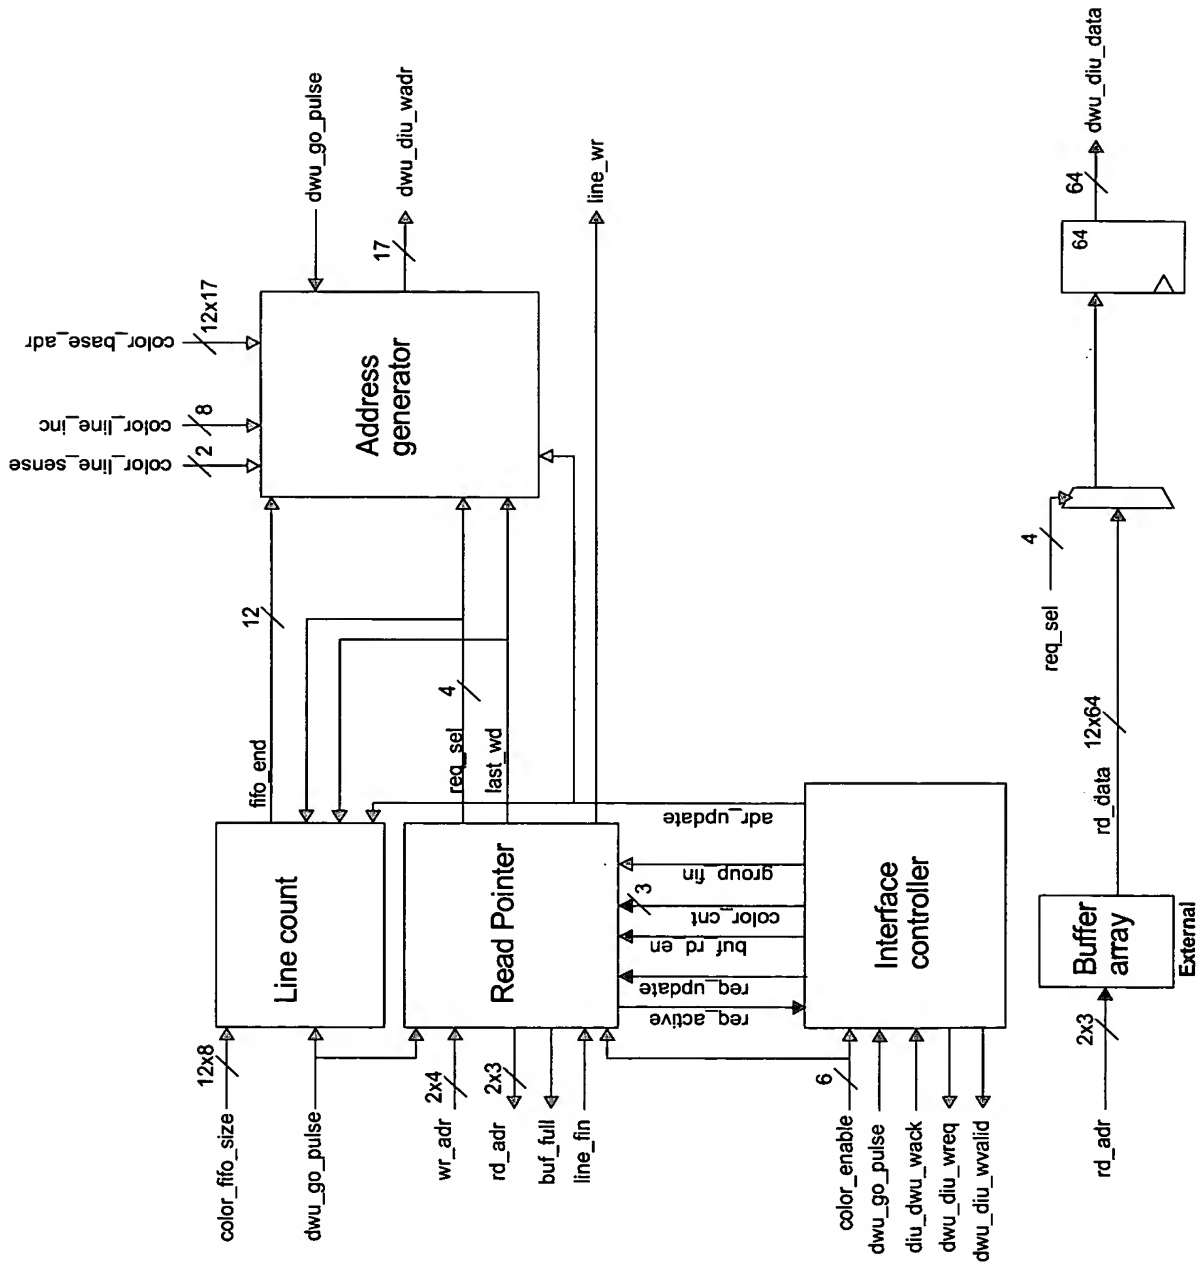 color_line_sense
color_line_inc
color_base_adr
2
8
12x17
dwu_go_pulse
Address
generator
17
dwu_diu_wadr
line_wr
fifo_end
12
req_sel
4
last_wd
Line count
color_fifo_size
12x8
dwu_go_pulse
Read Pointer
wr_adr
2x4
rd_adr
2x3
buf_full
line_fin
req_active
req_update
buf_rd_en
color_cnt
3
group_fin
adr_update
Interface
controller
color_enable
6
dwu_go_pulse
diu_dwu_wack
dwu_diu_wreq
dwu_diu_wvalid
rd_adr
2x3
Buffer
array
External
rd_data
12x64
req_sel
4
64
64
dwu_diu_data